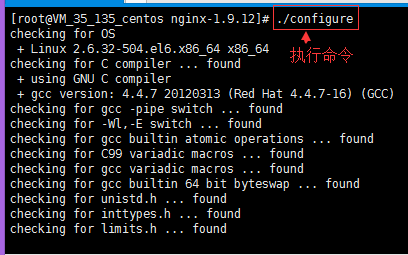 [root@VM_35_135_centos nginx-1.9.12]# ./configure
checking for OS
 + Linux 2.6.32-504.el6.x86_64 x86_64
checking for C compiler ... found
 + using GNU C compiler
 + gcc version: 4.4.7 20120313 (Red Hat 4.4.7-16) (GCC)
checking for gcc -pipe switch ... found
checking for -Wl,-E switch ... found
checking for gcc builtin atomic operations ... found
checking for C99 variadic macros ... found
checking for gcc variadic macros ... found
checking for gcc builtin 64 bit byteswap ... found
checking for unistd.h ... found
checking for inttypes.h ... found
checking for limits.h ... found
执行命令